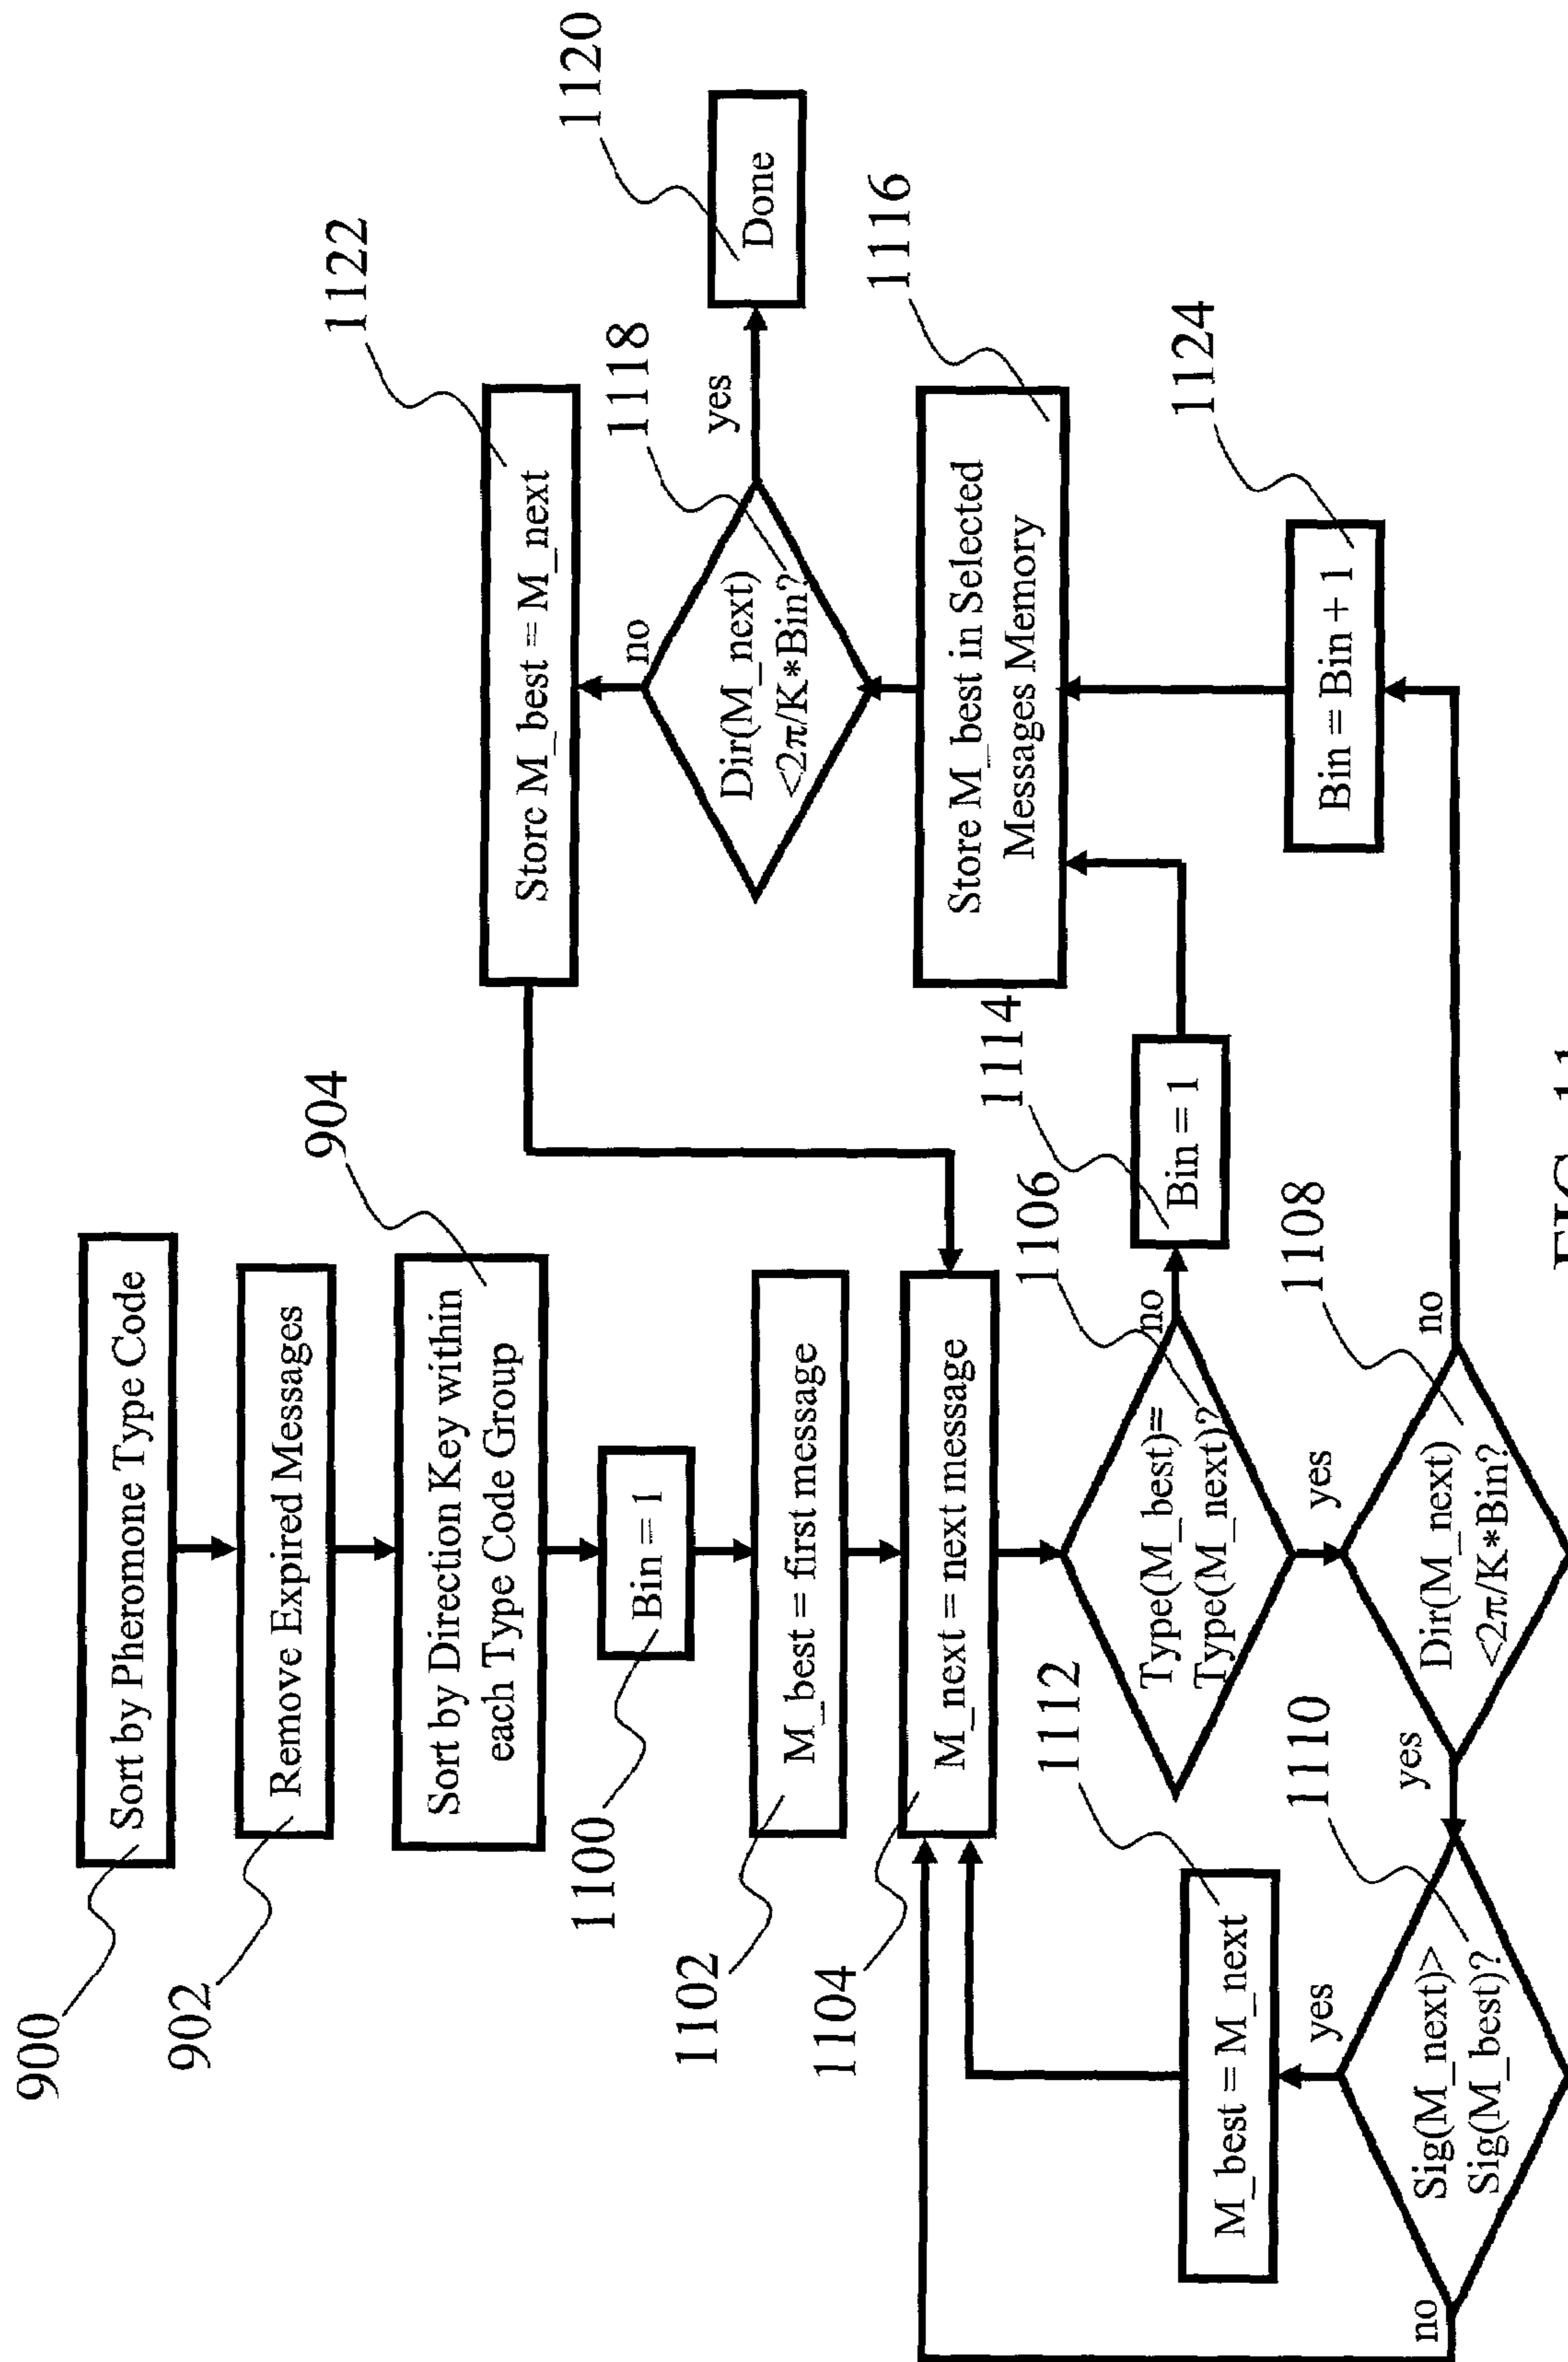 900
Sort by Pheromone Type Code
902
Remove Expired Messages
904
Sort by Direction Key within
each Type Code Group
1100
Bin = 1
1102
M_best = first message
1104
M_next = next message
1106
Type(M_best)=
Type(M_next)?
no
yes
1114
Bin = 1
1108
Dir(M_next)
<2π/K*Bin?
no
yes
1110
Sig(M_next)>
Sig(M_best)?
yes
no
1112
M_best = M_next
1124
Bin = Bin + 1
1116
Store M_best in Selected
Messages Memory
1118
Dir(M_next)
<2π/K*Bin?
no
yes
1122
Store M_best = M_next
1120
Done
FIG. 11